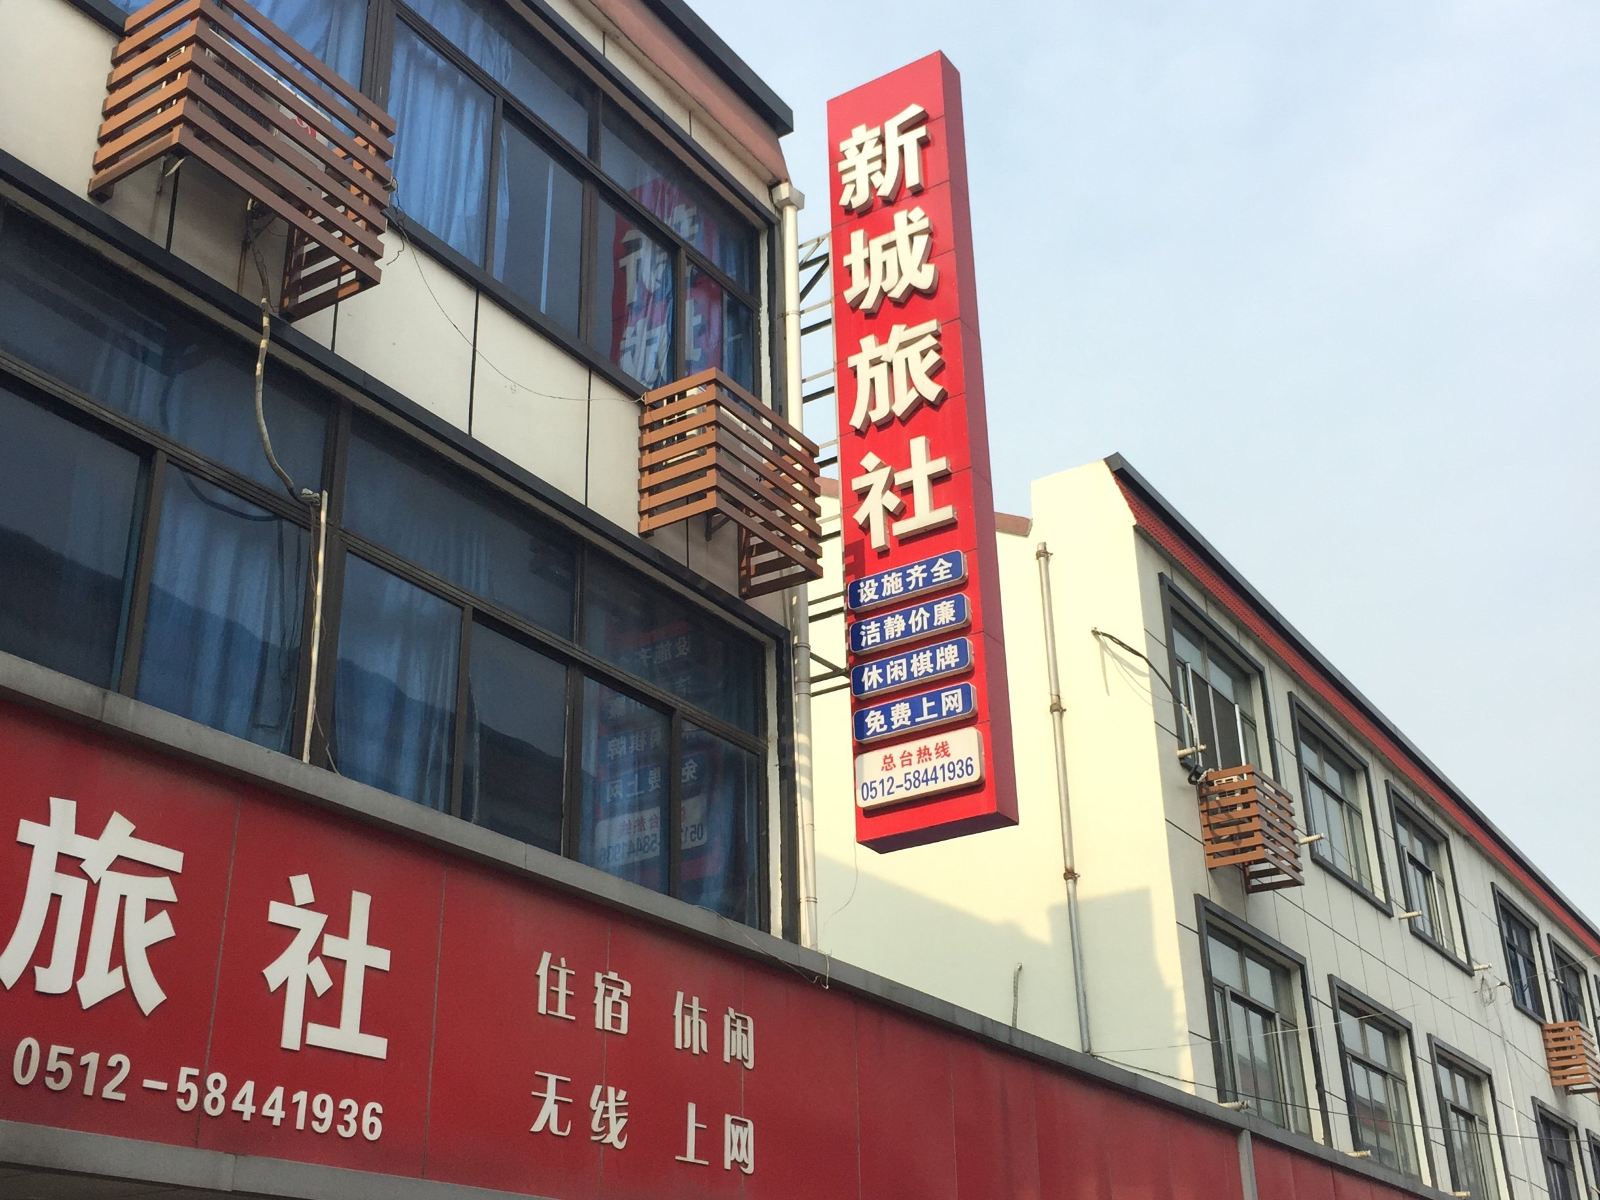 新城旅社
设施齐全
洁静价廉
休闲棋牌
免费上网
总台热线
0512-58441936
旅社
0512-58441936
住宿 休闲
无线 上网